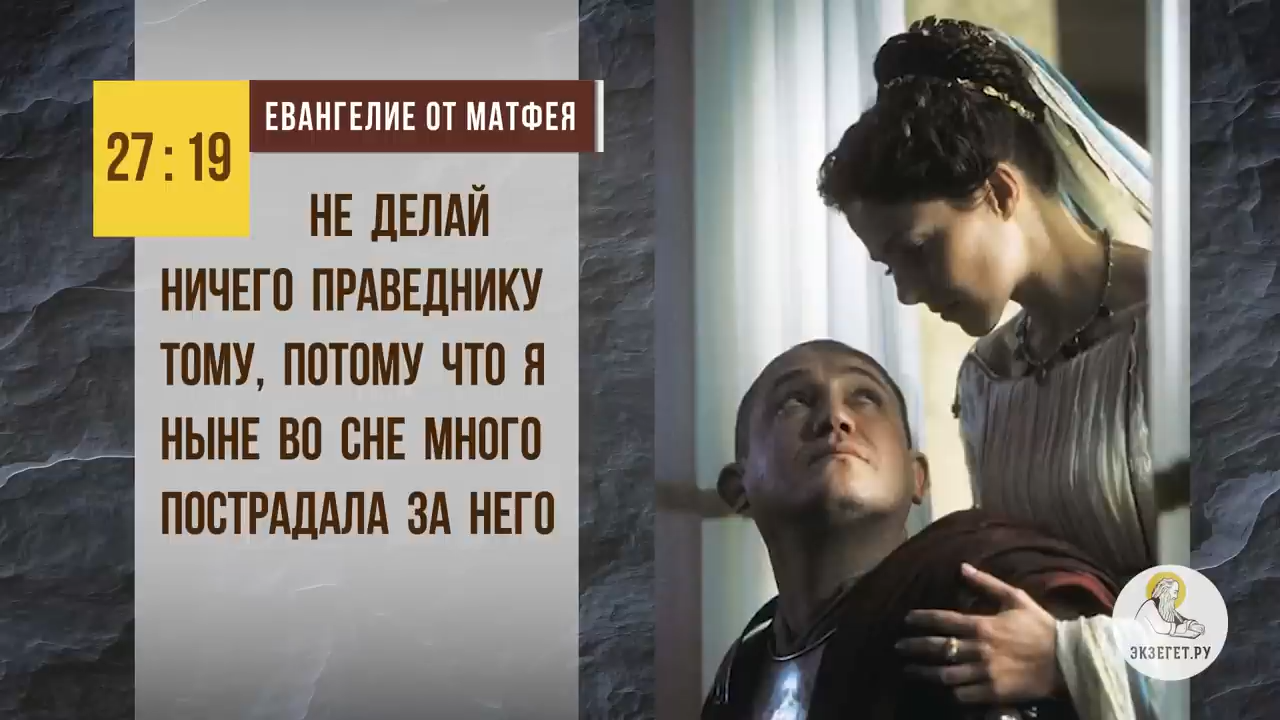 27 : 19
ЕВАНГЕЛИЕ ОТ МАТФЕЯ
НЕ ДЕЛАЙ
НИЧЕГО ПРАВЕДНИКУ
ТОМУ, ПОТОМУ ЧТО Я
НЫНЕ ВО СНЕ МНОГО
ПОСТРАДАЛА ЗА НЕГО
ЭКЗЕГЕТ.РУ